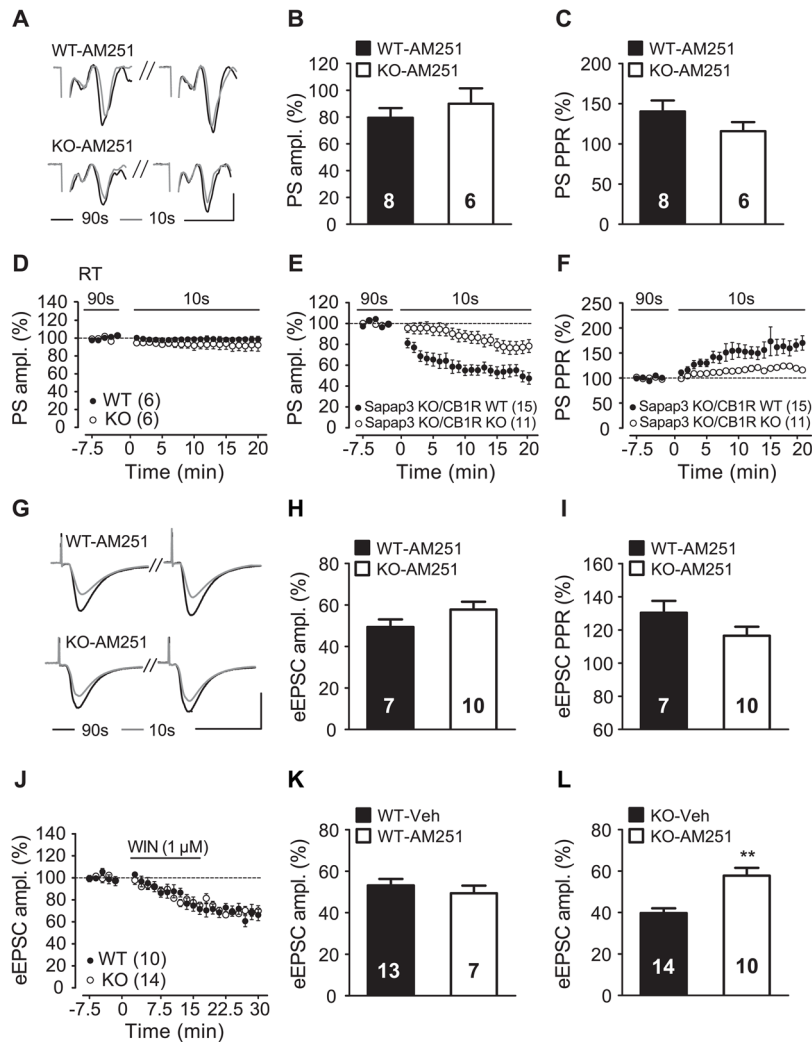 A
WT-AM251
//
KO-AM251
//
90s 10s
B
WT-AM251
KO-AM251
PS ampl. (%)
120
100
80
60
40
20
0
8
6
C
WT-AM251
KO-AM251
PS PPR (%)
200
150
100
50
0
8
6
D
RT
90s 10s
PS ampl. (%)
140
120
100
80
60
40
20
0
WT (6)
KO (6)
-7.5 0 5 10 15 20
Time (min)
E
90s 10s
PS ampl. (%)
120
100
80
60
40
20
0
Sapap3 KO/CB1R WT (15)
Sapap3 KO/CB1R KO (11)
-7.5 0 5 10 15 20
Time (min)
F
90s 10s
PS PPR (%)
250
200
150
100
50
0
Sapap3 KO/CB1R WT (15)
Sapap3 KO/CB1R KO (11)
-7.5 0 5 10 15 20
Time (min)
G
WT-AM251
//
KO-AM251
//
90s 10s
H
WT-AM251
KO-AM251
eEPSC ampl. (%)
80
60
40
20
0
7
10
I
WT-AM251
KO-AM251
eEPSC PPR (%)
160
140
120
100
80
60
7
10
J
WIN (1 µM)
eEPSC ampl. (%)
140
120
100
80
60
40
20
0
WT (10)
KO (14)
-7.5 0 7.5 15 22.5 30
Time (min)
K
WT-Veh
WT-AM251
eEPSC ampl. (%)
80
60
40
20
0
13
7
L
KO-Veh
KO-AM251
eEPSC ampl. (%)
80
60
40
20
0
**
14
10